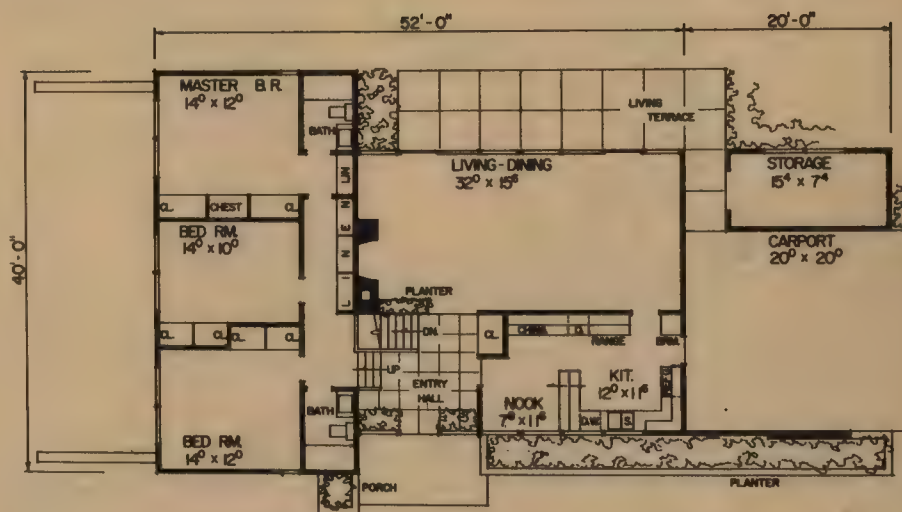 52'-0"
20'-0"
40'-0"
MASTER B.R.
14⁰ x 12⁰
BATH
LIVING
TERRACE
LIVING-DINING
32⁰ x 15⁶
STORAGE
15⁴ x 7⁴
CARPORT
20⁰ x 20⁰
LIN
CL.
CHEST
CL.
BED RM.
14⁰ x 10⁰
LINEN
PLANTER
CL.
CL.
CL.
CL.
DN.
UP
ENTRY
HALL
CL.
CHINA
O.
RANGE
BRM.
KIT.
12⁰ x 11⁶
NOOK
7⁶ x 11⁶
D.W.
S.
BATH
BED RM.
14⁰ x 12⁰
PORCH
PLANTER